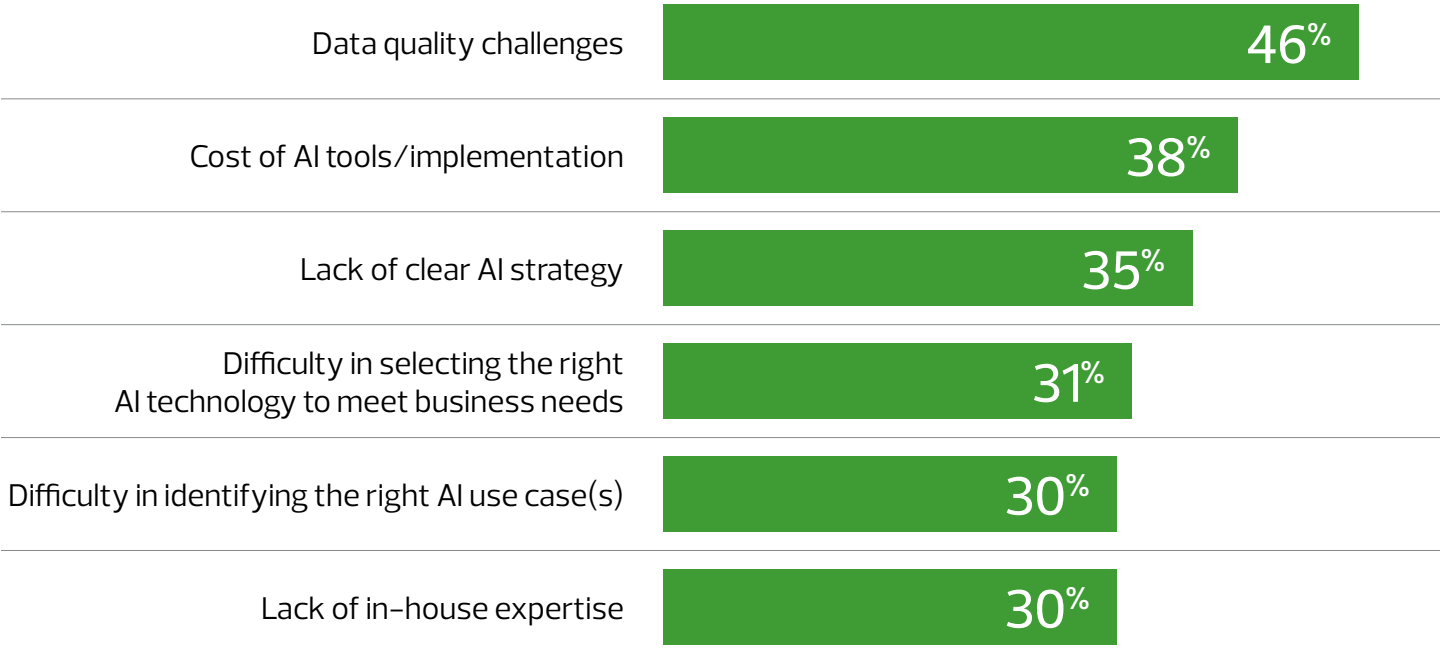 Data quality challenges 46%
Cost of AI tools/implementation 38%
Lack of clear AI strategy 35%
Difficulty in selecting the right
AI technology to meet business needs 31%
Difficulty in identifying the right AI use case(s) 30%
Lack of in-house expertise 30%